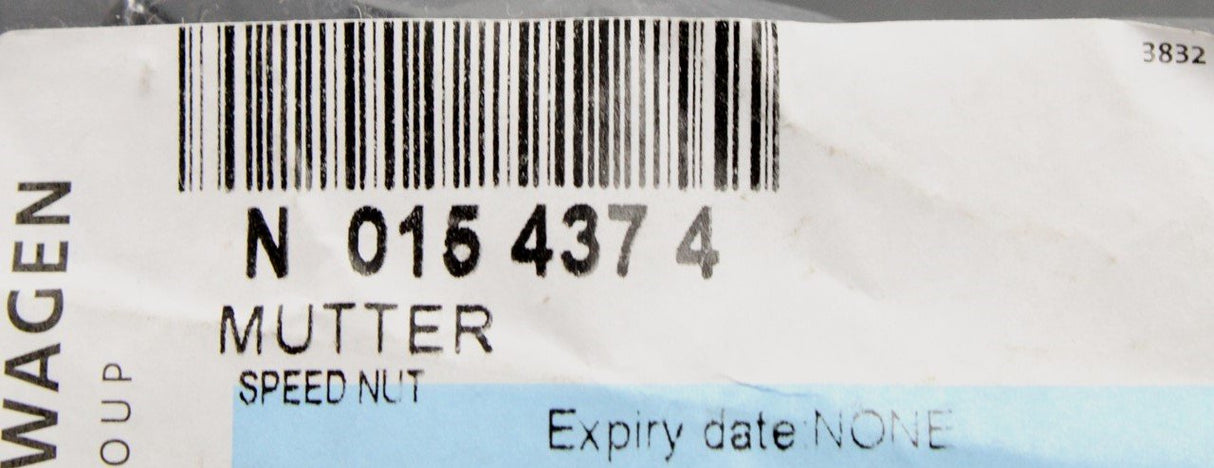 3832
N 015 437 4
MUTTER
SPEED NUT
Expiry date:NONE
WAGEN
OUP